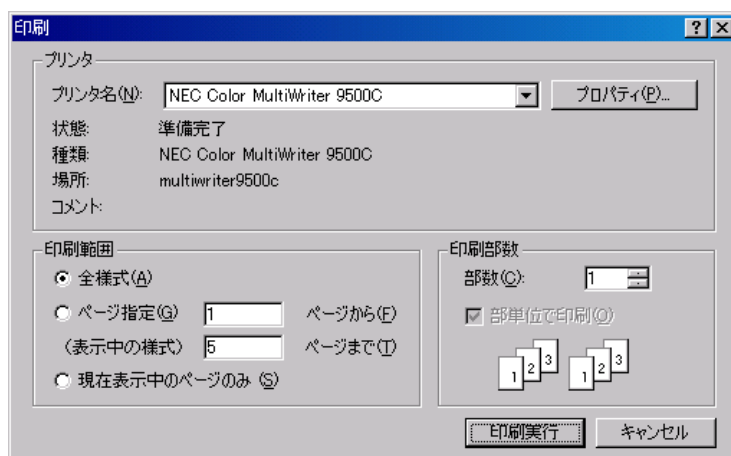 印刷
プリンタ
プリンタ名(N): NEC Color MultiWriter 9500C プロパティ(P)...
状態: 準備完了
種類: NEC Color MultiWriter 9500C
場所: multiwriter9500c
コメント:
印刷範囲
全様式(A)
ページ指定(G) 1 ページから(F)
(表示中の様式) 5 ページまで(T)
現在表示中のページのみ (S)
印刷部数
部数(C): 1
部単位で印刷(O)
1 2 3 1 2 3
印刷実行 キャンセル